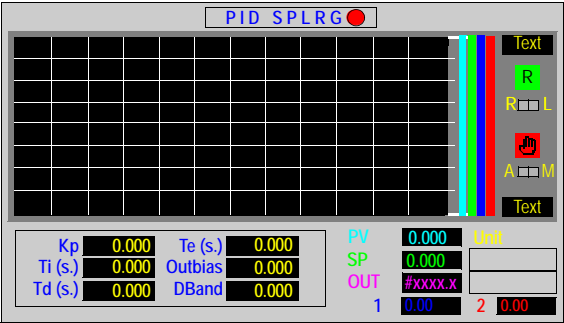 PID SPLRG
Text
R
R L
A M
Text
Kp 0.000 Te (s.) 0.000
Ti (s.) 0.000 Outbias 0.000
Td (s.) 0.000 DBand 0.000
PV 0.000 Unit
SP 0.000
OUT #xxxx.x
1 0.00 2 0.00